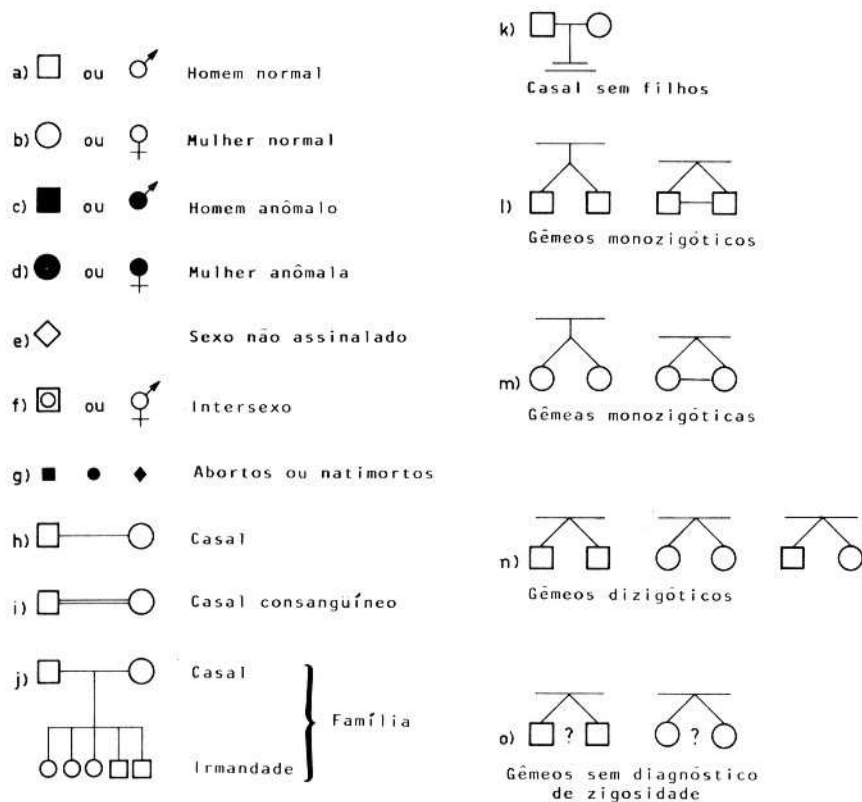 a) ou Homem normal
b) ou Mulher normal
c) ou Homem anômalo
d) ou Mulher anômala
e) Sexo não assinalado
f) ou Intersexo
g) Abortos ou natimortos
h) Casal
i) Casal consangüíneo
j) Casal
Família
Irmandade
k)
Casal sem filhos
l)
Gêmeos monozigóticos
m)
Gêmeas monozigóticas
n)
Gêmeos dizigóticos
o) ? ?
Gêmeos sem diagnóstico
de zigosidade